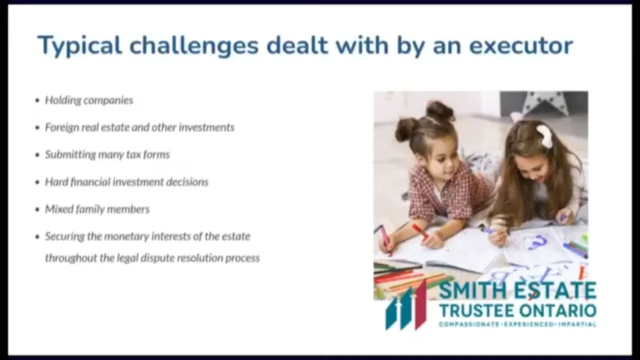 Typical challenges dealt with by an executor
Holding companies
Foreign real estate and other investments
Submitting many tax forms
Hard financial investment decisions
Mixed family members
Securing the monetary interests of the estate
throughout the legal dispute resolution process
SMITH ESTATE
TRUSTEE ONTARIO
COMPASSIONATE · EXPERIENCED · IMPARTIAL